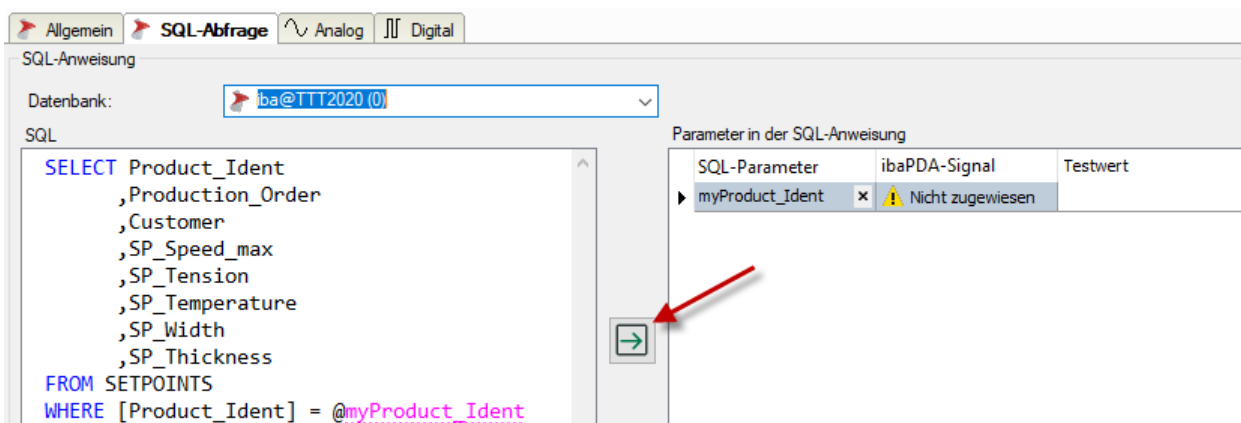 Allgemein SQL-Abfrage Analog Digital
SQL-Anweisung
Datenbank: iba@TTT2020 (0)
SQL
SELECT Product_Ident
,Production_Order
,Customer
,SP_Speed_max
,SP_Tension
,SP_Temperature
,SP_Width
,SP_Thickness
FROM SETPOINTS
WHERE [Product_Ident] = @myProduct_Ident
Parameter in der SQL-Anweisung
SQL-Parameter ibaPDA-Signal Testwert
myProduct_Ident Nicht zugewiesen